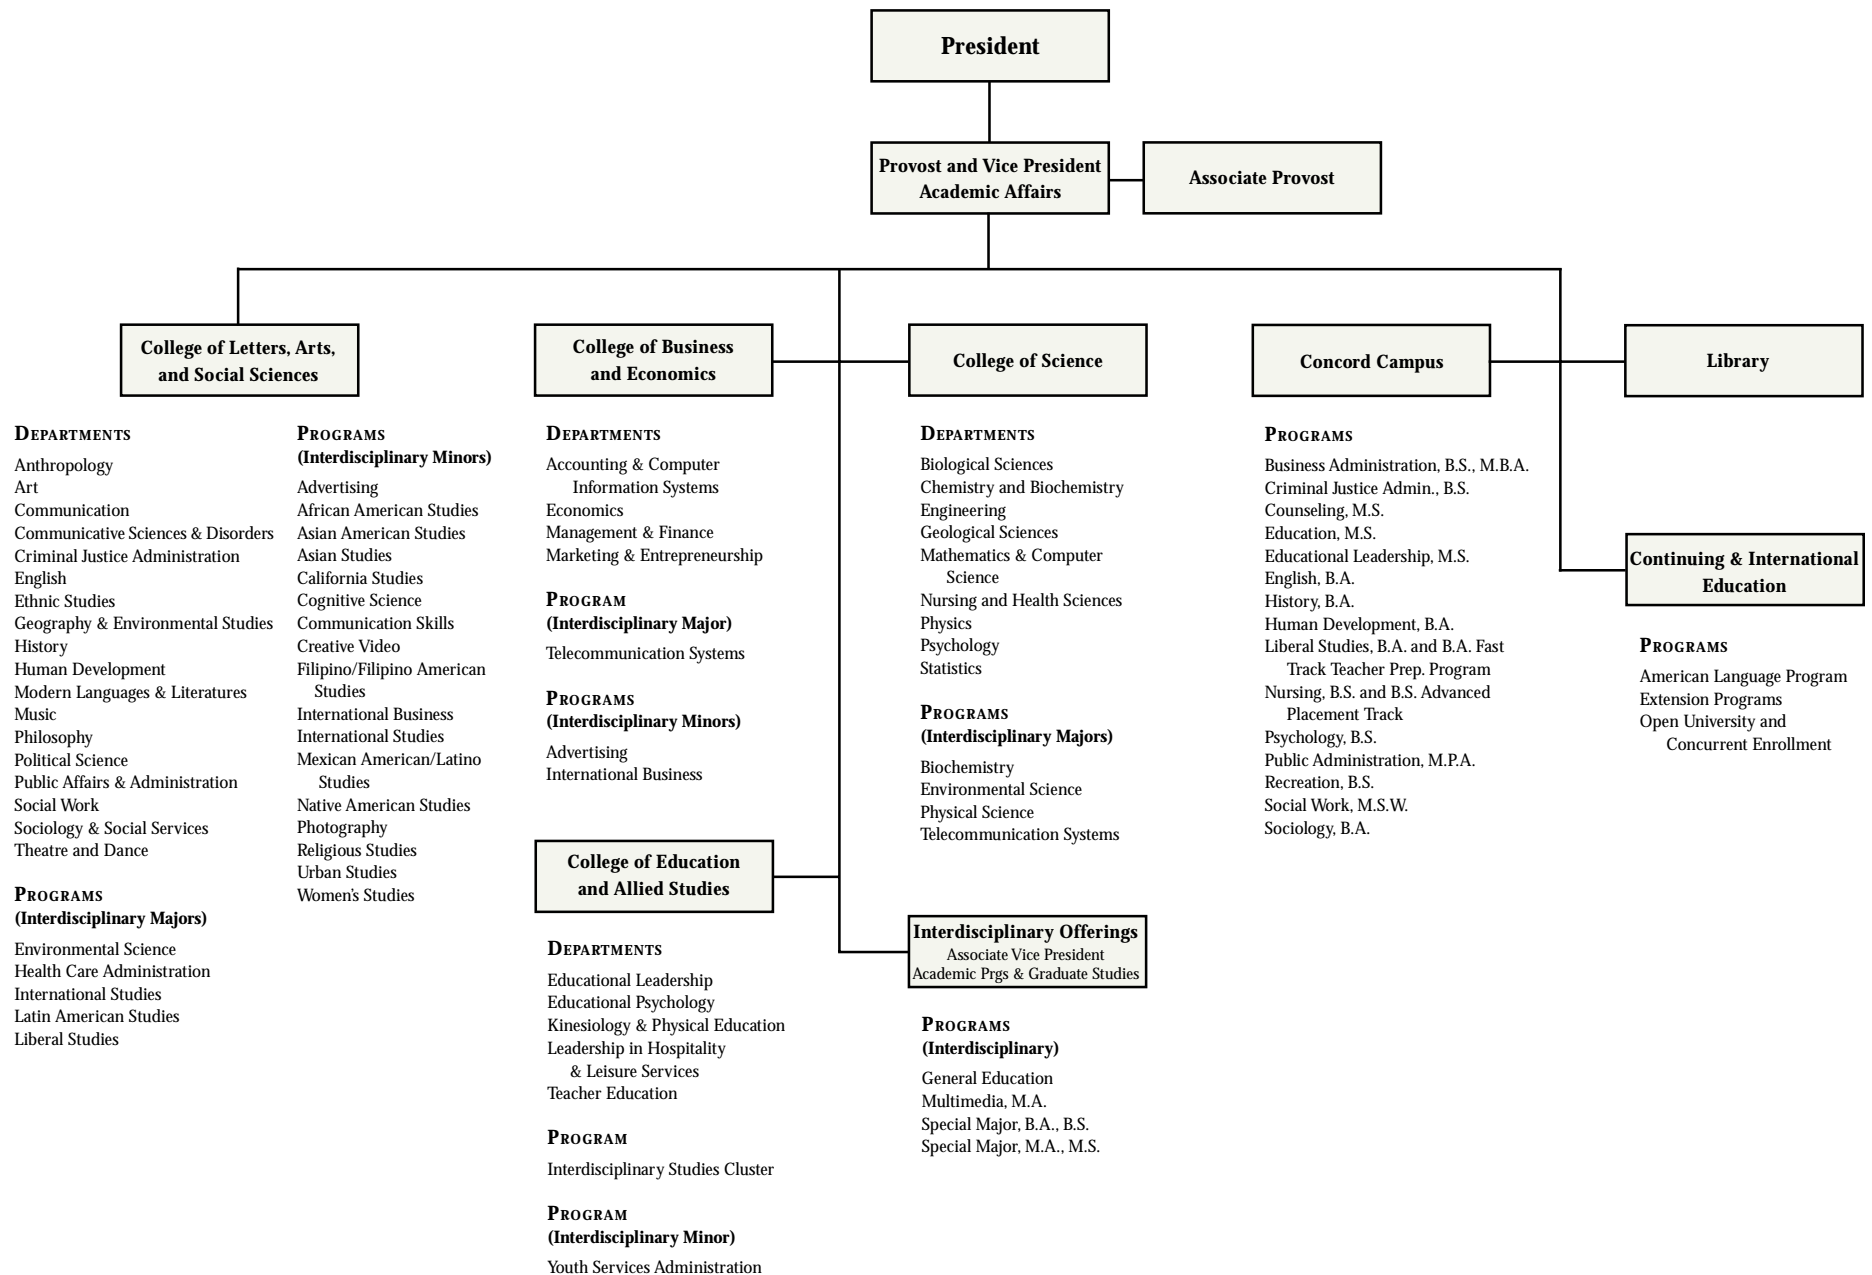 President
Provost and Vice President
Academic Affairs
Associate Provost
College of Letters, Arts,
and Social Sciences
DEPARTMENTS
Anthropology
Art
Communication
Communicative Sciences & Disorders
Criminal Justice Administration
English
Ethnic Studies
Geography & Environmental Studies
History
Human Development
Modern Languages & Literatures
Music
Philosophy
Political Science
Public Affairs & Administration
Social Work
Sociology & Social Services
Theatre and Dance
PROGRAMS
(Interdisciplinary Majors)
Environmental Science
Health Care Administration
International Studies
Latin American Studies
Liberal Studies
PROGRAMS
(Interdisciplinary Minors)
Advertising
African American Studies
Asian American Studies
Asian Studies
California Studies
Cognitive Science
Communication Skills
Creative Video
Filipino/Filipino American
Studies
International Business
International Studies
Mexican American/Latino
Studies
Native American Studies
Photography
Religious Studies
Urban Studies
Women's Studies
College of Business
and Economics
DEPARTMENTS
Accounting & Computer
Information Systems
Economics
Management & Finance
Marketing & Entrepreneurship
PROGRAM
(Interdisciplinary Major)
Telecommunication Systems
PROGRAMS
(Interdisciplinary Minors)
Advertising
International Business
College of Education
and Allied Studies
DEPARTMENTS
Educational Leadership
Educational Psychology
Kinesiology & Physical Education
Leadership in Hospitality
& Leisure Services
Teacher Education
PROGRAM
Interdisciplinary Studies Cluster
PROGRAM
(Interdisciplinary Minor)
Youth Services Administration
College of Science
DEPARTMENTS
Biological Sciences
Chemistry and Biochemistry
Engineering
Geological Sciences
Mathematics & Computer
Science
Nursing and Health Sciences
Physics
Psychology
Statistics
PROGRAMS
(Interdisciplinary Majors)
Biochemistry
Environmental Science
Physical Science
Telecommunication Systems
Interdisciplinary Offerings
Associate Vice President
Academic Prgs & Graduate Studies
PROGRAMS
(Interdisciplinary)
General Education
Multimedia, M.A.
Special Major, B.A., B.S.
Special Major, M.A., M.S.
Concord Campus
PROGRAMS
Business Administration, B.S., M.B.A.
Criminal Justice Admin., B.S.
Counseling, M.S.
Education, M.S.
Educational Leadership, M.S.
English, B.A.
History, B.A.
Human Development, B.A.
Liberal Studies, B.A. and B.A. Fast
Track Teacher Prep. Program
Nursing, B.S. and B.S. Advanced
Placement Track
Psychology, B.S.
Public Administration, M.P.A.
Recreation, B.S.
Social Work, M.S.W.
Sociology, B.A.
Library
Continuing & International
Education
PROGRAMS
American Language Program
Extension Programs
Open University and
Concurrent Enrollment